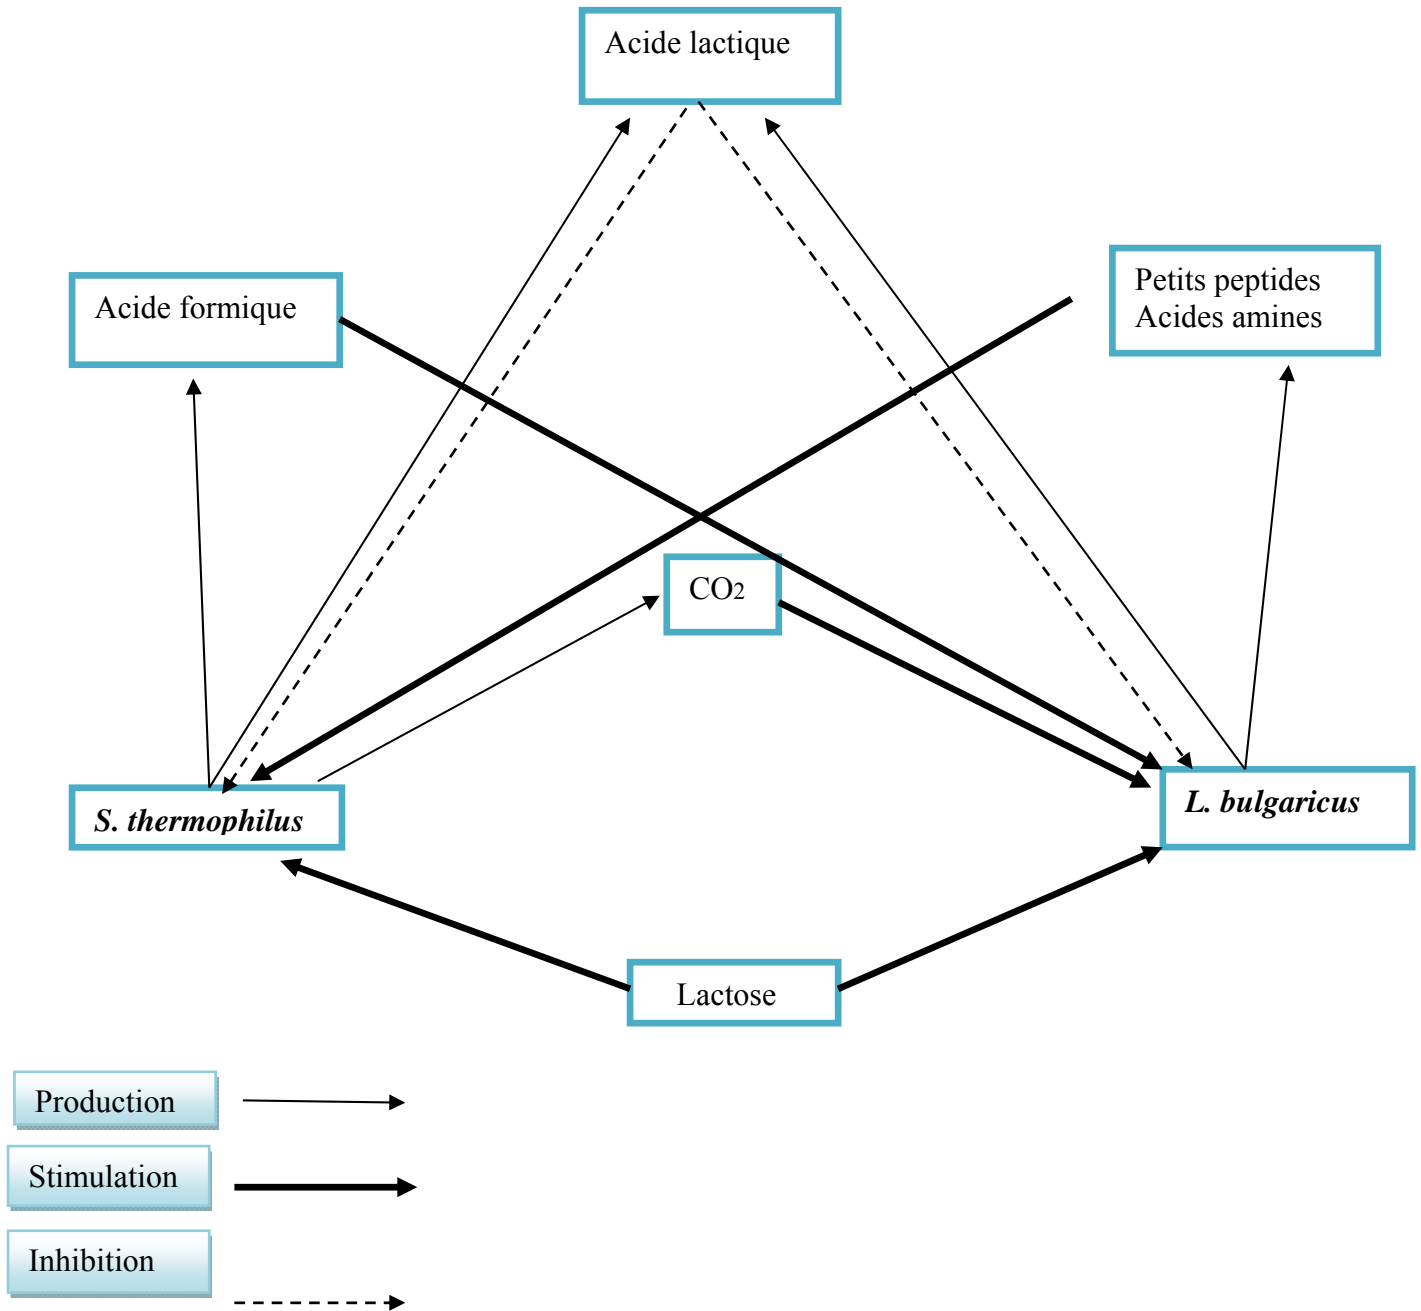 Acide lactique
Acide formique
Petits peptides
Acides amines
CO2
S. thermophilus
L. bulgaricus
Lactose
Production
Stimulation
Inhibition